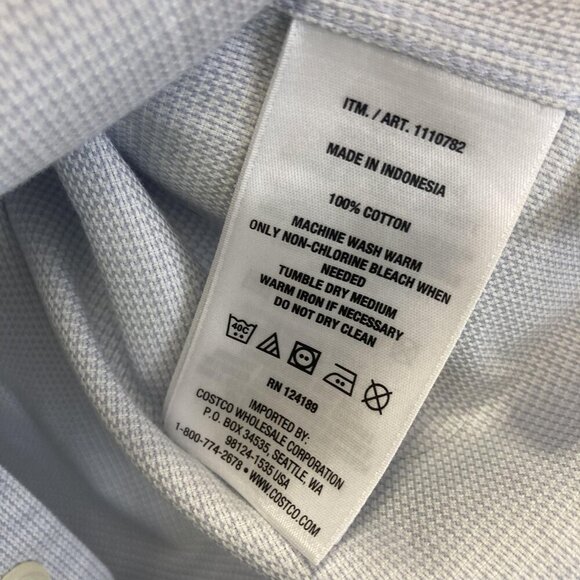 ITM. / ART. 1110782
MADE IN INDONESIA
100% COTTON
MACHINE WASH WARM
ONLY NON-CHLORINE BLEACH WHEN
NEEDED
TUMBLE DRY MEDIUM
WARM IRON IF NECESSARY
DO NOT DRY CLEAN
40C
RN 124189
IMPORTED BY:
COSTCO WHOLESALE CORPORATION
P.O. BOX 34535, SEATTLE, WA
98124-1535 USA
1-800-774-2678 • WWW.COSTCO.COM